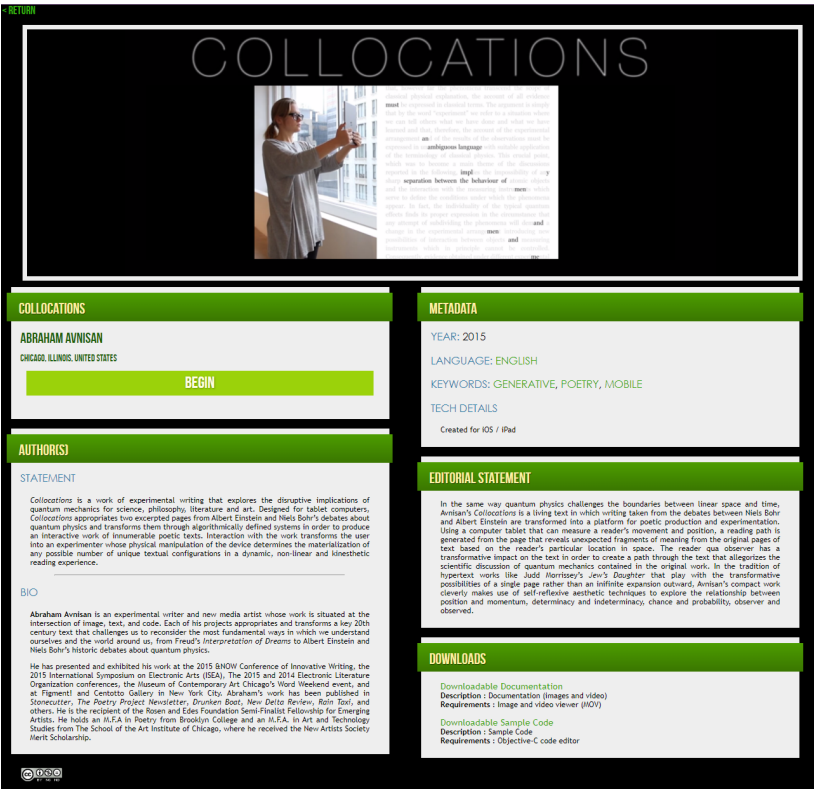 < RETURN
COLLOCATIONS
must
an
ambiguous language
impl
y
separation between the behaviour of
men
and
men
and
me
COLLOCATIONS
ABRAHAM AVNISAN
CHICAGO, ILLINOIS, UNITED STATES
BEGIN
AUTHOR(S)
STATEMENT
Collocations is a work of experimental writing that explores the disruptive implications of
quantum mechanics for science, philosophy, literature and art. Designed for tablet computers,
Collocations appropriates two excerpted pages from Albert Einstein and Niels Bohr's debates about
quantum physics and transforms them through algorithmically defined systems in order to produce
an interactive work of innumerable poetic texts. Interaction with the work transforms the user
into an experimenter whose physical manipulation of the device determines the materialization of
any possible number of unique textual configurations in a dynamic, non-linear and kinesthetic
reading experience.
BIO
Abraham Avnisan is an experimental writer and new media artist whose work is situated at the
intersection of image, text, and code. Each of his projects appropriates and transforms a key 20th
century text that challenges us to reconsider the most fundamental ways in which we understand
ourselves and the world around us, from Freud's Interpretation of Dreams to Albert Einstein and
Niels Bohr's historic debates about quantum physics.
He has presented and exhibited his work at the 2015 &NOW Conference of Innovative Writing, the
2015 International Symposium on Electronic Arts (ISEA), The 2015 and 2014 Electronic Literature
Organization conferences, the Museum of Contemporary Art Chicago's Word Weekend event, and
at Figment! and Centotto Gallery in New York City. Abraham's work has been published in
Stonecutter, The Poetry Project Newsletter, Drunken Boat, New Delta Review, Rain Taxi, and
others. He is the recipient of the Rosen and Edes Foundation Semi-Finalist Fellowship for Emerging
Artists. He holds an M.F.A in Poetry from Brooklyn College and an M.F.A. in Art and Technology
Studies from The School of the Art Institute of Chicago, where he received the New Artists Society
Merit Scholarship.
METADATA
YEAR: 2015
LANGUAGE: ENGLISH
KEYWORDS: GENERATIVE, POETRY, MOBILE
TECH DETAILS
Created for iOS / iPad
EDITORIAL STATEMENT
In the same way quantum physics challenges the boundaries between linear space and time,
Avnisan's Collocations is a living text in which writing taken from the debates between Niels Bohr
and Albert Einstein are transformed into a platform for poetic production and experimentation.
Using a computer tablet that can measure a reader's movement and position, a reading path is
generated from the page that reveals unexpected fragments of meaning from the original pages of
text based on the reader's particular location in space. The reader qua observer has a
transformative impact on the text in order to create a path through the text that allegorizes the
scientific discussion of quantum mechanics contained in the original work. In the tradition of
hypertext works like Judd Morrissey's Jew's Daughter that play with the transformative
possibilities of a single page rather than an inifinite expansion outward, Avnisan's compact work
cleverly makes use of self-reflexive aesthetic techniques to explore the relationship between
position and momentum, determinacy and indeterminacy, chance and probability, observer and
observed.
DOWNLOADS
Downloadable Documentation
Description : Documentation (images and video)
Requirements : Image and video viewer (MOV)
Downloadable Sample Code
Description : Sample Code
Requirements : Objective-C code editor